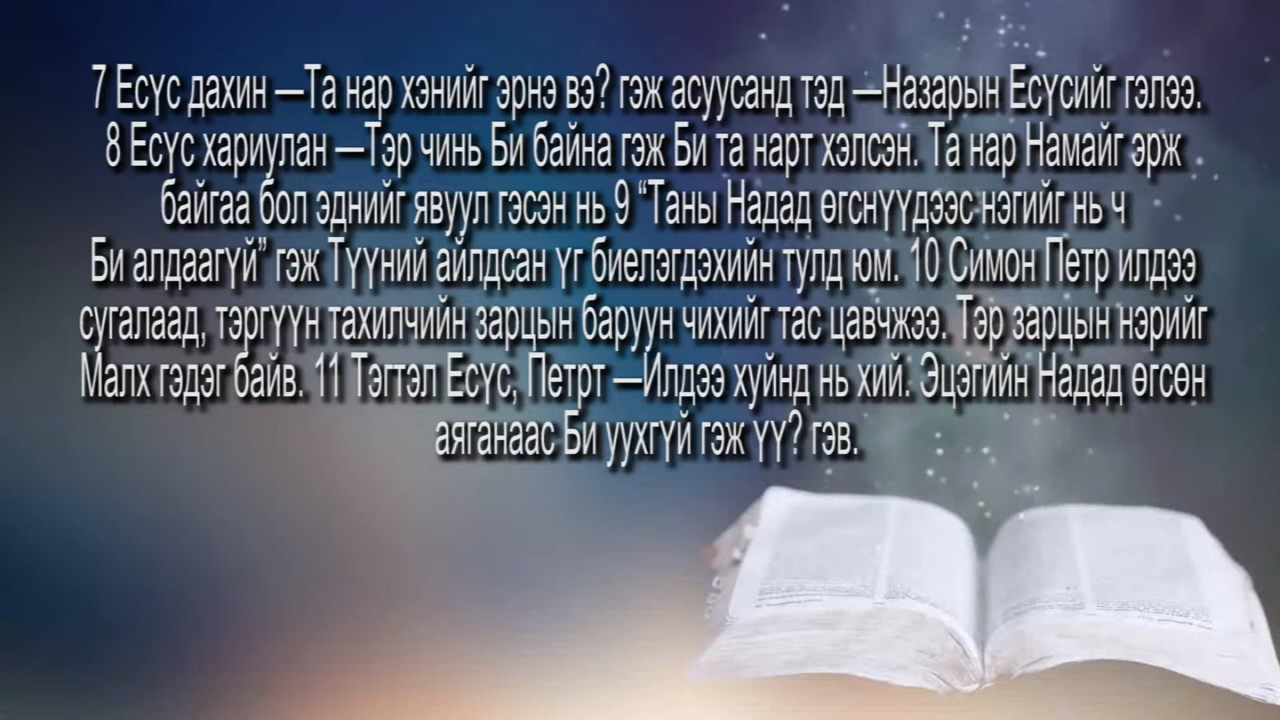 7 Есүс дахин —Та нар хэнийг эрнэ вэ? гэж асуусанд тэд —Назарын Есүсийг гэлээ.
8 Есүс хариулан —Тэр чинь Би байна гэж Би та нарт хэлсэн. Та нар Намайг эрж
байгаа бол эднийг явуул гэсэн нь 9 “Таны Надад өгснүүдээс нэгийг нь ч
Би алдаагүй” гэж Түүний айлдсан үг биелэгдэхийн тулд юм. 10 Симон Петр илдээ
сугалаад, тэргүүн тахилчийн зарцын баруун чихийг тас цавчжээ. Тэр зарцын нэрийг
Малх гэдэг байв. 11 Тэгтэл Есүс, Петрт —Илдээ хуйнд нь хий. Эцэгийн Надад өгсөн
аяганаас Би уухгүй гэж үү? гэв.